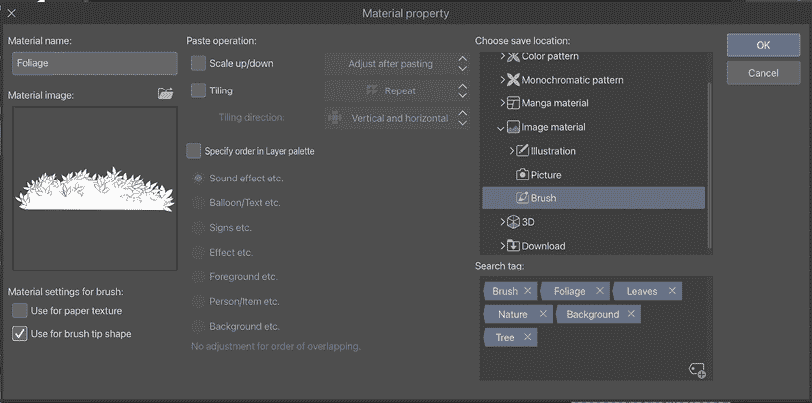 Material property
Material name:
Foliage
Material image:
Material settings for brush:
Use for paper texture
Use for brush tip shape
Paste operation:
Scale up/down
Adjust after pasting
Tiling
Repeat
Tiling direction:
Vertical and horizontal
Specify order in Layer palette
Sound effect etc.
Balloon/Text etc.
Signs etc.
Effect etc.
Foreground etc.
Person/Item etc.
Background etc.
No adjustment for order of overlapping.
Choose save location:
Color pattern
Monochromatic pattern
Manga material
Image material
Illustration
Picture
Brush
3D
Download
Search tag:
Brush Foliage Leaves
Nature Background
Tree
OK
Cancel